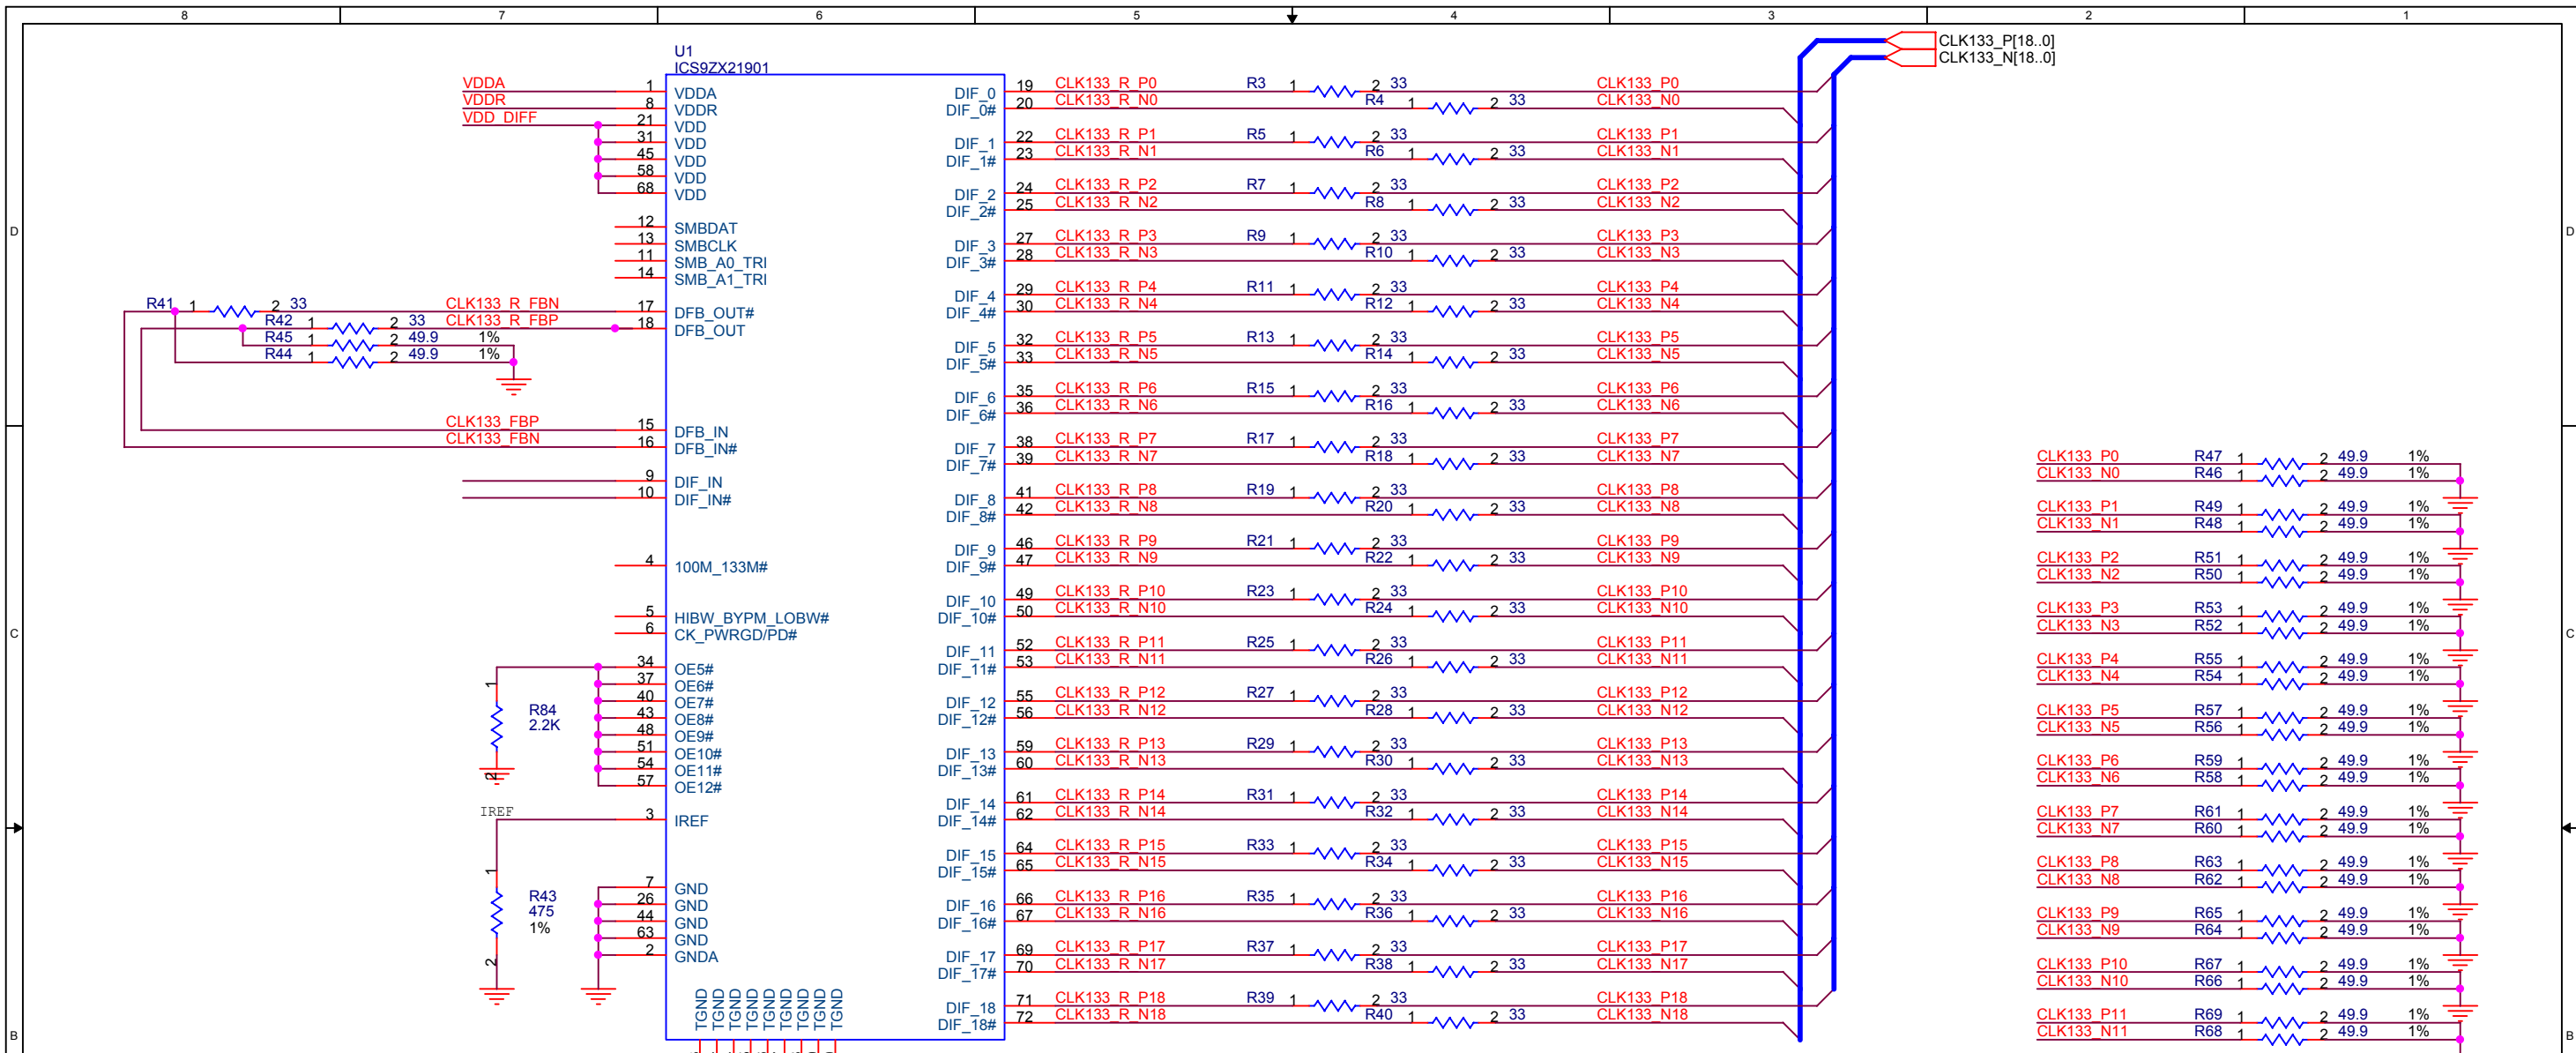 8 7 6 5 4 3 2 1
CLK133_P[18..0]
CLK133_N[18..0]
U1
ICS9ZX21901
VDDA 1 VDDA
VDDR 8 VDDR
VDD_DIFF 21 VDD
31 VDD
45 VDD
58 VDD
68 VDD
12 SMBDAT
13 SMBCLK
11 SMB_A0_TRI
14 SMB_A1_TRI
R41 1 2 33 CLK133_R_FBN 17 DFB_OUT#
R42 1 2 33 CLK133_R_FBP 18 DFB_OUT
R45 1 2 49.9 1%
R44 1 2 49.9 1%
CLK133_FBP 15 DFB_IN
CLK133_FBN 16 DFB_IN#
9 DIF_IN
10 DIF_IN#
4 100M_133M#
5 HIBW_BYPM_LOBW#
6 CK_PWRGD/PD#
34 OE5#
37 OE6#
40 OE7#
43 OE8#
48 OE9#
51 OE10#
54 OE11#
57 OE12#
1 R84
2.2K
2
IREF 3 IREF
1 R43
475
1%
2
7 GND
26 GND
44 GND
63 GND
2 GNDA
TGND TGND TGND TGND TGND TGND TGND TGND TGND
DIF_0 19 CLK133_R_P0 R3 1 2 33 CLK133_P0
DIF_0# 20 CLK133_R_N0 R4 1 2 33 CLK133_N0
DIF_1 22 CLK133_R_P1 R5 1 2 33 CLK133_P1
DIF_1# 23 CLK133_R_N1 R6 1 2 33 CLK133_N1
DIF_2 24 CLK133_R_P2 R7 1 2 33 CLK133_P2
DIF_2# 25 CLK133_R_N2 R8 1 2 33 CLK133_N2
DIF_3 27 CLK133_R_P3 R9 1 2 33 CLK133_P3
DIF_3# 28 CLK133_R_N3 R10 1 2 33 CLK133_N3
DIF_4 29 CLK133_R_P4 R11 1 2 33 CLK133_P4
DIF_4# 30 CLK133_R_N4 R12 1 2 33 CLK133_N4
DIF_5 32 CLK133_R_P5 R13 1 2 33 CLK133_P5
DIF_5# 33 CLK133_R_N5 R14 1 2 33 CLK133_N5
DIF_6 35 CLK133_R_P6 R15 1 2 33 CLK133_P6
DIF_6# 36 CLK133_R_N6 R16 1 2 33 CLK133_N6
DIF_7 38 CLK133_R_P7 R17 1 2 33 CLK133_P7
DIF_7# 39 CLK133_R_N7 R18 1 2 33 CLK133_N7
DIF_8 41 CLK133_R_P8 R19 1 2 33 CLK133_P8
DIF_8# 42 CLK133_R_N8 R20 1 2 33 CLK133_N8
DIF_9 46 CLK133_R_P9 R21 1 2 33 CLK133_P9
DIF_9# 47 CLK133_R_N9 R22 1 2 33 CLK133_N9
DIF_10 49 CLK133_R_P10 R23 1 2 33 CLK133_P10
DIF_10# 50 CLK133_R_N10 R24 1 2 33 CLK133_N10
DIF_11 52 CLK133_R_P11 R25 1 2 33 CLK133_P11
DIF_11# 53 CLK133_R_N11 R26 1 2 33 CLK133_N11
DIF_12 55 CLK133_R_P12 R27 1 2 33 CLK133_P12
DIF_12# 56 CLK133_R_N12 R28 1 2 33 CLK133_N12
DIF_13 59 CLK133_R_P13 R29 1 2 33 CLK133_P13
DIF_13# 60 CLK133_R_N13 R30 1 2 33 CLK133_N13
DIF_14 61 CLK133_R_P14 R31 1 2 33 CLK133_P14
DIF_14# 62 CLK133_R_N14 R32 1 2 33 CLK133_N14
DIF_15 64 CLK133_R_P15 R33 1 2 33 CLK133_P15
DIF_15# 65 CLK133_R_N15 R34 1 2 33 CLK133_N15
DIF_16 66 CLK133_R_P16 R35 1 2 33 CLK133_P16
DIF_16# 67 CLK133_R_N16 R36 1 2 33 CLK133_N16
DIF_17 69 CLK133_R_P17 R37 1 2 33 CLK133_P17
DIF_17# 70 CLK133_R_N17 R38 1 2 33 CLK133_N17
DIF_18 71 CLK133_R_P18 R39 1 2 33 CLK133_P18
DIF_18# 72 CLK133_R_N18 R40 1 2 33 CLK133_N18
CLK133_P0 R47 1 2 49.9 1%
CLK133_N0 R46 1 2 49.9 1%
CLK133_P1 R49 1 2 49.9 1%
CLK133_N1 R48 1 2 49.9 1%
CLK133_P2 R51 1 2 49.9 1%
CLK133_N2 R50 1 2 49.9 1%
CLK133_P3 R53 1 2 49.9 1%
CLK133_N3 R52 1 2 49.9 1%
CLK133_P4 R55 1 2 49.9 1%
CLK133_N4 R54 1 2 49.9 1%
CLK133_P5 R57 1 2 49.9 1%
CLK133_N5 R56 1 2 49.9 1%
CLK133_P6 R59 1 2 49.9 1%
CLK133_N6 R58 1 2 49.9 1%
CLK133_P7 R61 1 2 49.9 1%
CLK133_N7 R60 1 2 49.9 1%
CLK133_P8 R63 1 2 49.9 1%
CLK133_N8 R62 1 2 49.9 1%
CLK133_P9 R65 1 2 49.9 1%
CLK133_N9 R64 1 2 49.9 1%
CLK133_P10 R67 1 2 49.9 1%
CLK133_N10 R66 1 2 49.9 1%
CLK133_P11 R69 1 2 49.9 1%
CLK133_N11 R68 1 2 49.9 1%
D D
C C
B B